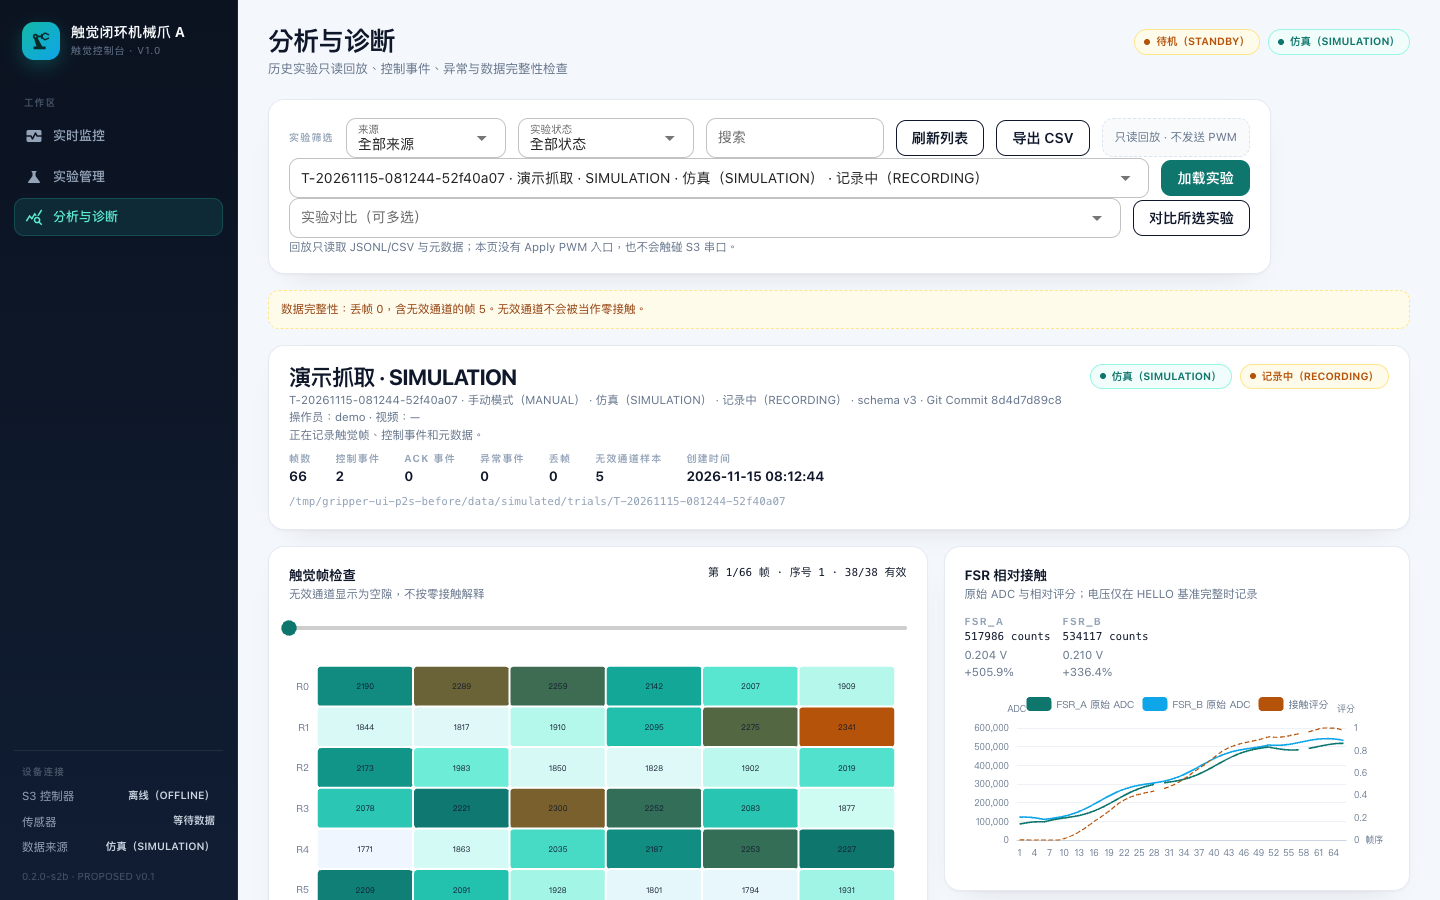 触觉闭环机械爪 A
触觉控制台 · V1.0
工作区
实时监控
实验管理
分析与诊断
设备连接
S3 控制器 离线（OFFLINE）
传感器 等待数据
数据来源 仿真（SIMULATION）
0.2.0-s2b · PROPOSED v0.1
分析与诊断
历史实验只读回放、控制事件、异常与数据完整性检查
待机（STANDBY）
仿真（SIMULATION）
实验筛选
来源
全部来源
实验状态
全部状态
搜索
刷新列表
导出 CSV
只读回放 · 不发送 PWM
T-20261115-081244-52f40a07 · 演示抓取 · SIMULATION · 仿真（SIMULATION） · 记录中（RECORDING）
加载实验
实验对比（可多选）
对比所选实验
回放只读取 JSONL/CSV 与元数据；本页没有 Apply PWM 入口，也不会触碰 S3 串口。
数据完整性：丢帧 0，含无效通道的帧 5。无效通道不会被当作零接触。
演示抓取 · SIMULATION
仿真（SIMULATION）
记录中（RECORDING）
T-20261115-081244-52f40a07 · 手动模式（MANUAL） · 仿真（SIMULATION） · 记录中（RECORDING） · schema v3 · Git Commit 8d4d7d89c8
操作员：demo · 视频：—
正在记录触觉帧、控制事件和元数据。
帧数 控制事件 ACK 事件 异常事件 丢帧 无效通道样本 创建时间
66 2 0 0 0 5 2026-11-15 08:12:44
/tmp/gripper-ui-p2s-before/data/simulated/trials/T-20261115-081244-52f40a07
触觉帧检查
第 1/66 帧 · 序号 1 · 38/38 有效
无效通道显示为空隙，不按零接触解释
R0 2190 2289 2259 2142 2007 1909
R1 1844 1817 1910 2095 2275 2341
R2 2173 1983 1850 1828 1902 2019
R3 2078 2221 2300 2252 2083 1877
R4 1771 1863 2035 2187 2253 2227
R5 2209 2091 1928 1801 1794 1931
FSR 相对接触
原始 ADC 与相对评分；电压仅在 HELLO 基准完整时记录
FSR_A FSR_B
517986 counts 534117 counts
0.204 V 0.210 V
+505.9% +336.4%
ADC FSR_A 原始 ADC FSR_B 原始 ADC 接触评分 评分
600,000 1
500,000 0.8
400,000 0.6
300,000 0.4
200,000 0.2
100,000
0 0 帧序
1 4 7 10 13 16 19 22 25 28 31 34 37 40 43 46 49 52 55 58 61 64